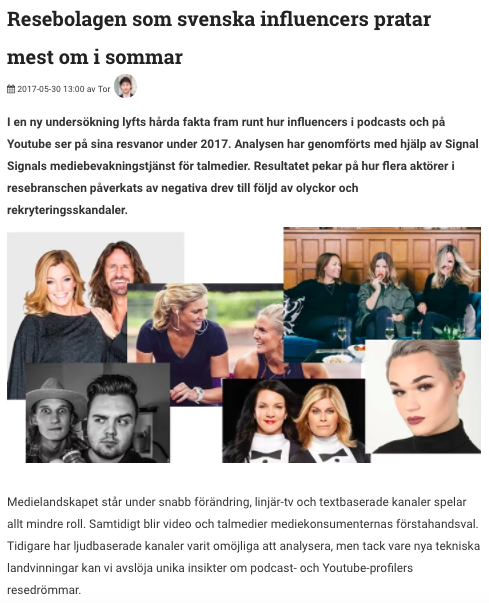 Resebolagen som svenska influencers pratar
mest om i sommar
2017-05-30 13:00 av Tor
I en ny undersökning lyfts hårda fakta fram runt hur influencers i podcasts och på
Youtube ser på sina resvanor under 2017. Analysen har genomförts med hjälp av Signal
Signals mediebevakningstjänst för talmedier. Resultatet pekar på hur flera aktörer i
resebranschen påverkats av negativa drev till följd av olyckor och
rekryteringsskandaler.
Medielandskapet står under snabb förändring, linjär-tv och textbaserade kanaler spelar
allt mindre roll. Samtidigt blir video och talmedier mediekonsumenternas förstahandsval.
Tidigare har ljudbaserade kanaler varit omöjliga att analysera, men tack vare nya tekniska
landvinningar kan vi avslöja unika insikter om podcast- och Youtube-profilers
resedrömmar.